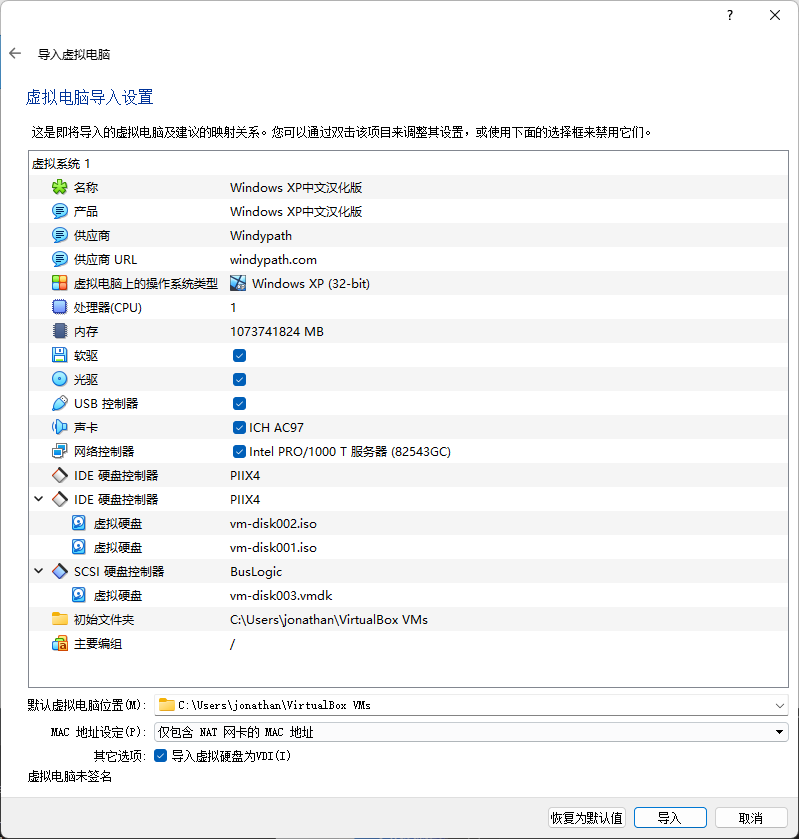 ?
导入虚拟电脑
虚拟电脑导入设置
这是即将导入的虚拟电脑及建议的映射关系。您可以通过双击该项目来调整其设置，或使用下面的选择框来禁用它们。
虚拟系统 1
名称 Windows XP中文汉化版
产品 Windows XP中文汉化版
供应商 Windypath
供应商 URL windypath.com
虚拟电脑上的操作系统类型 Windows XP (32-bit)
处理器(CPU) 1
内存 1073741824 MB
软驱
光驱
USB 控制器
声卡 ICH AC97
网络控制器 Intel PRO/1000 T 服务器 (82543GC)
IDE 硬盘控制器 PIIX4
IDE 硬盘控制器 PIIX4
虚拟硬盘 vm-disk002.iso
虚拟硬盘 vm-disk001.iso
SCSI 硬盘控制器 BusLogic
虚拟硬盘 vm-disk003.vmdk
初始文件夹 C:\Users\jonathan\VirtualBox VMs
主要编组 /
默认虚拟电脑位置(M): C:\Users\jonathan\VirtualBox VMs
MAC 地址设定(P): 仅包含 NAT 网卡的 MAC 地址
其它选项: 导入虚拟硬盘为VDI(I)
虚拟电脑未签名
恢复为默认值 导入 取消